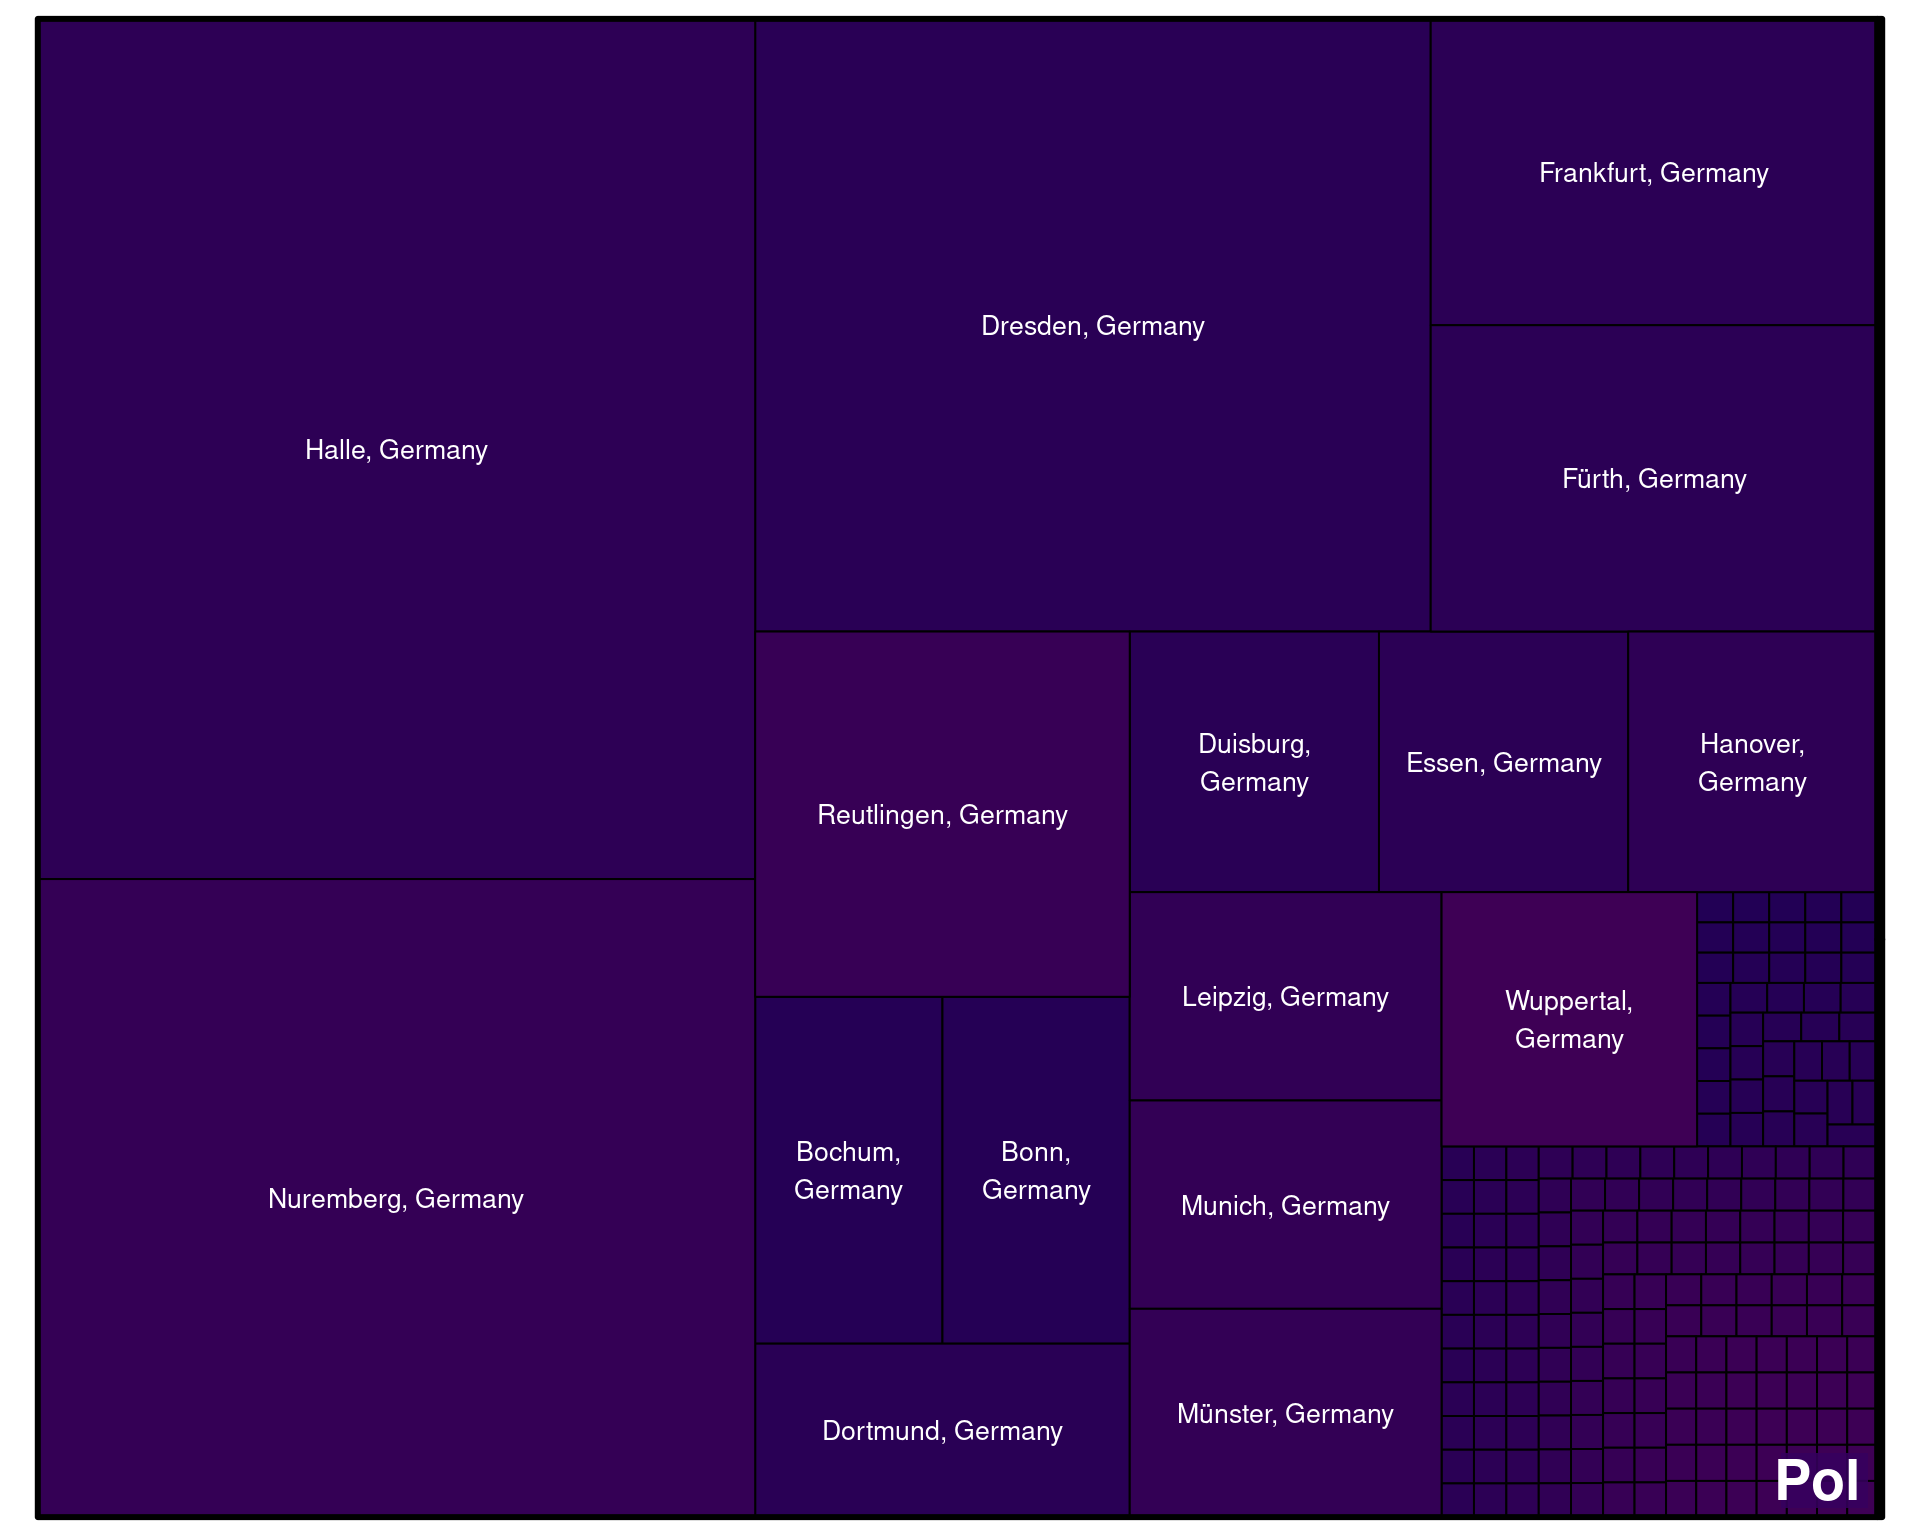 Halle, Germany
Nuremberg, Germany
Dresden, Germany
Frankfurt, Germany
Fürth, Germany
Reutlingen, Germany
Duisburg,
Germany
Essen, Germany
Hanover,
Germany
Bochum,
Germany
Bonn,
Germany
Dortmund, Germany
Leipzig, Germany
Munich, Germany
Münster, Germany
Wuppertal,
Germany
Pol